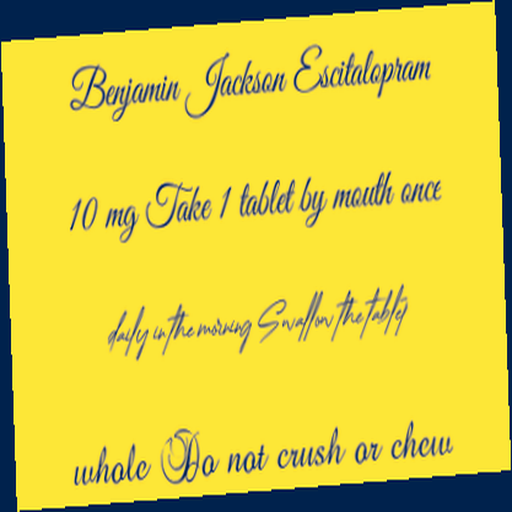 Benjamin Jackson Escitalopram
10 mg Take 1 tablet by mouth once
daily in the morning Swallow the tablet
whole Do not crush or chew